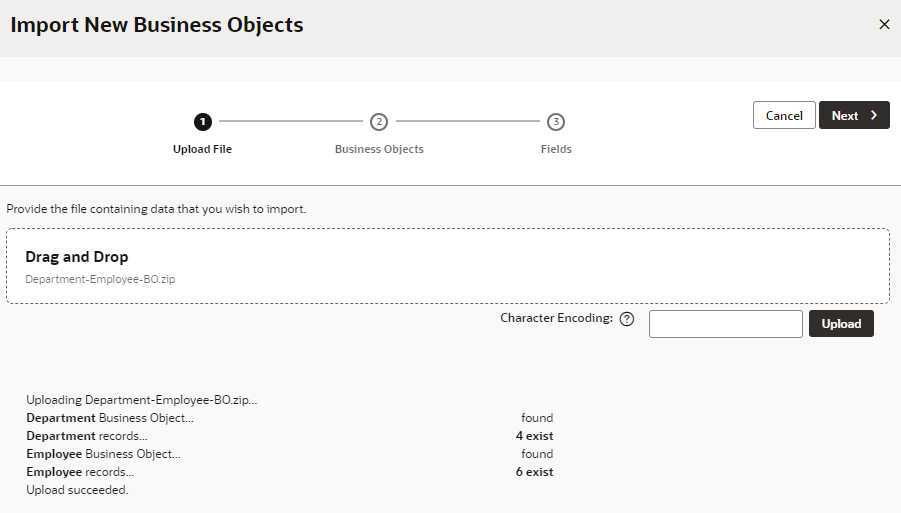 Import New Business Objects
1
2
3
Cancel
Next
Upload File
Business Objects
Fields
Provide the file containing data that you wish to import.
Drag and Drop
Department-Employee-BO.zip
Character Encoding: ?
Upload
Uploading Department-Employee-BO.zip...
Department Business Object... found
Department records... 4 exist
Employee Business Object... found
Employee records... 6 exist
Upload succeeded.